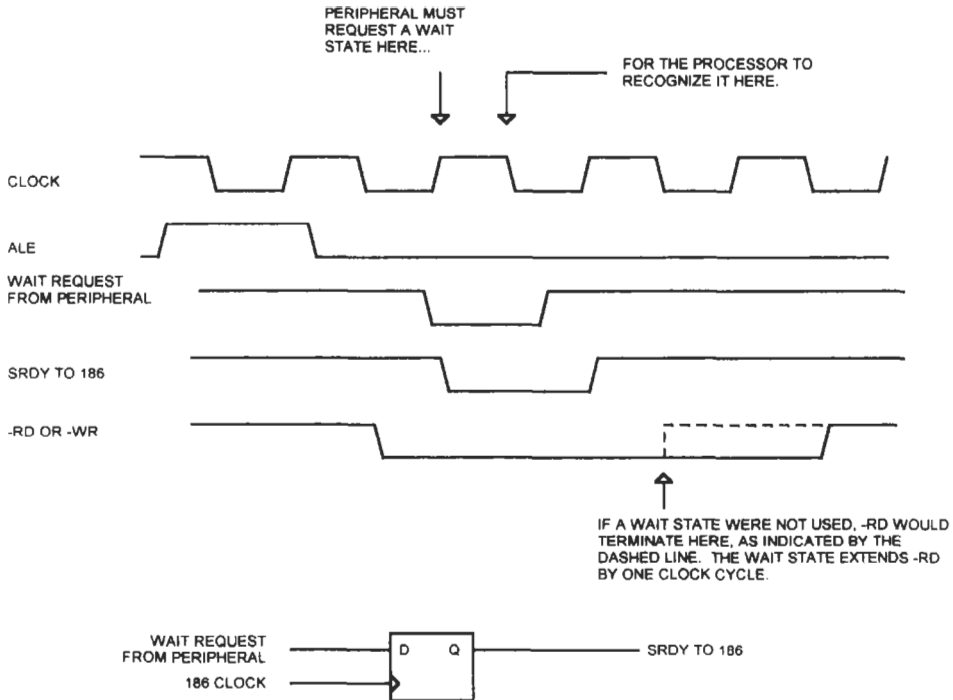 PERIPHERAL MUST
REQUEST A WAIT
STATE HERE...
FOR THE PROCESSOR TO
RECOGNIZE IT HERE.
CLOCK
ALE
WAIT REQUEST
FROM PERIPHERAL
SRDY TO 186
-RD OR -WR
IF A WAIT STATE WERE NOT USED, -RD WOULD
TERMINATE HERE, AS INDICATED BY THE
DASHED LINE. THE WAIT STATE EXTENDS -RD
BY ONE CLOCK CYCLE.
WAIT REQUEST
FROM PERIPHERAL
D Q
SRDY TO 186
186 CLOCK